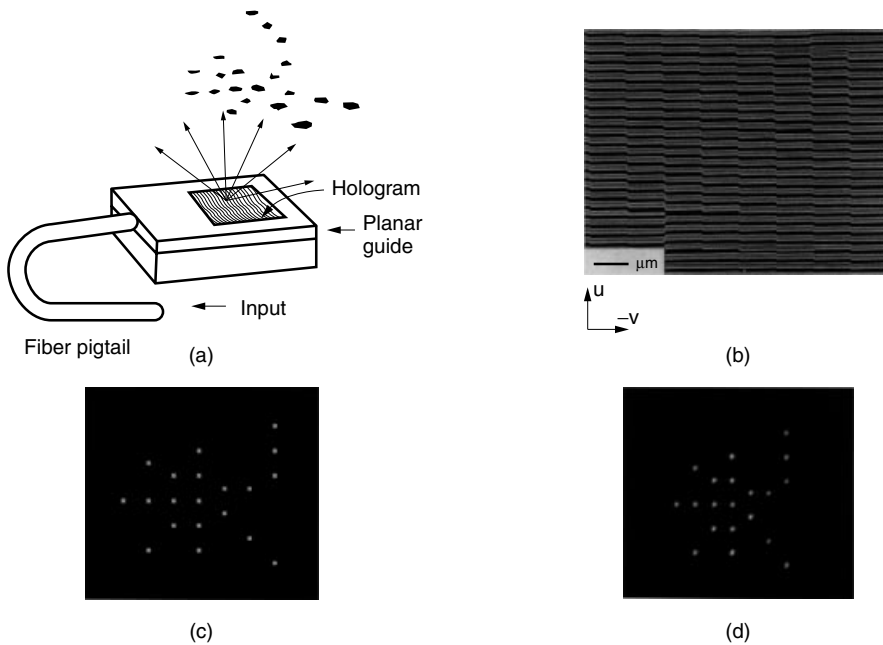 Hologram
Planar
guide
Input
Fiber pigtail
(a)
μm
u
–v
(b)
(c)
(d)